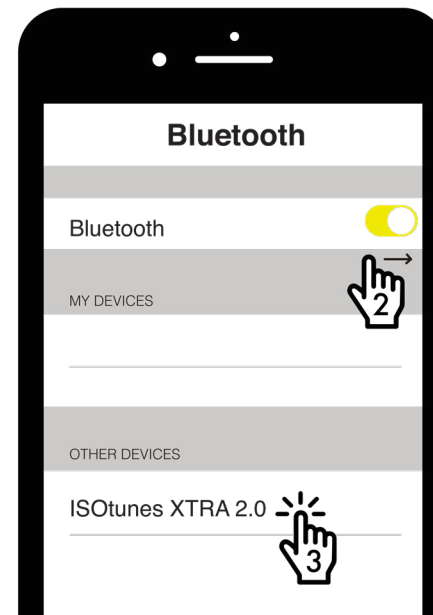 Bluetooth
Bluetooth
2
MY DEVICES
OTHER DEVICES
ISOtunes XTRA 2.0
3